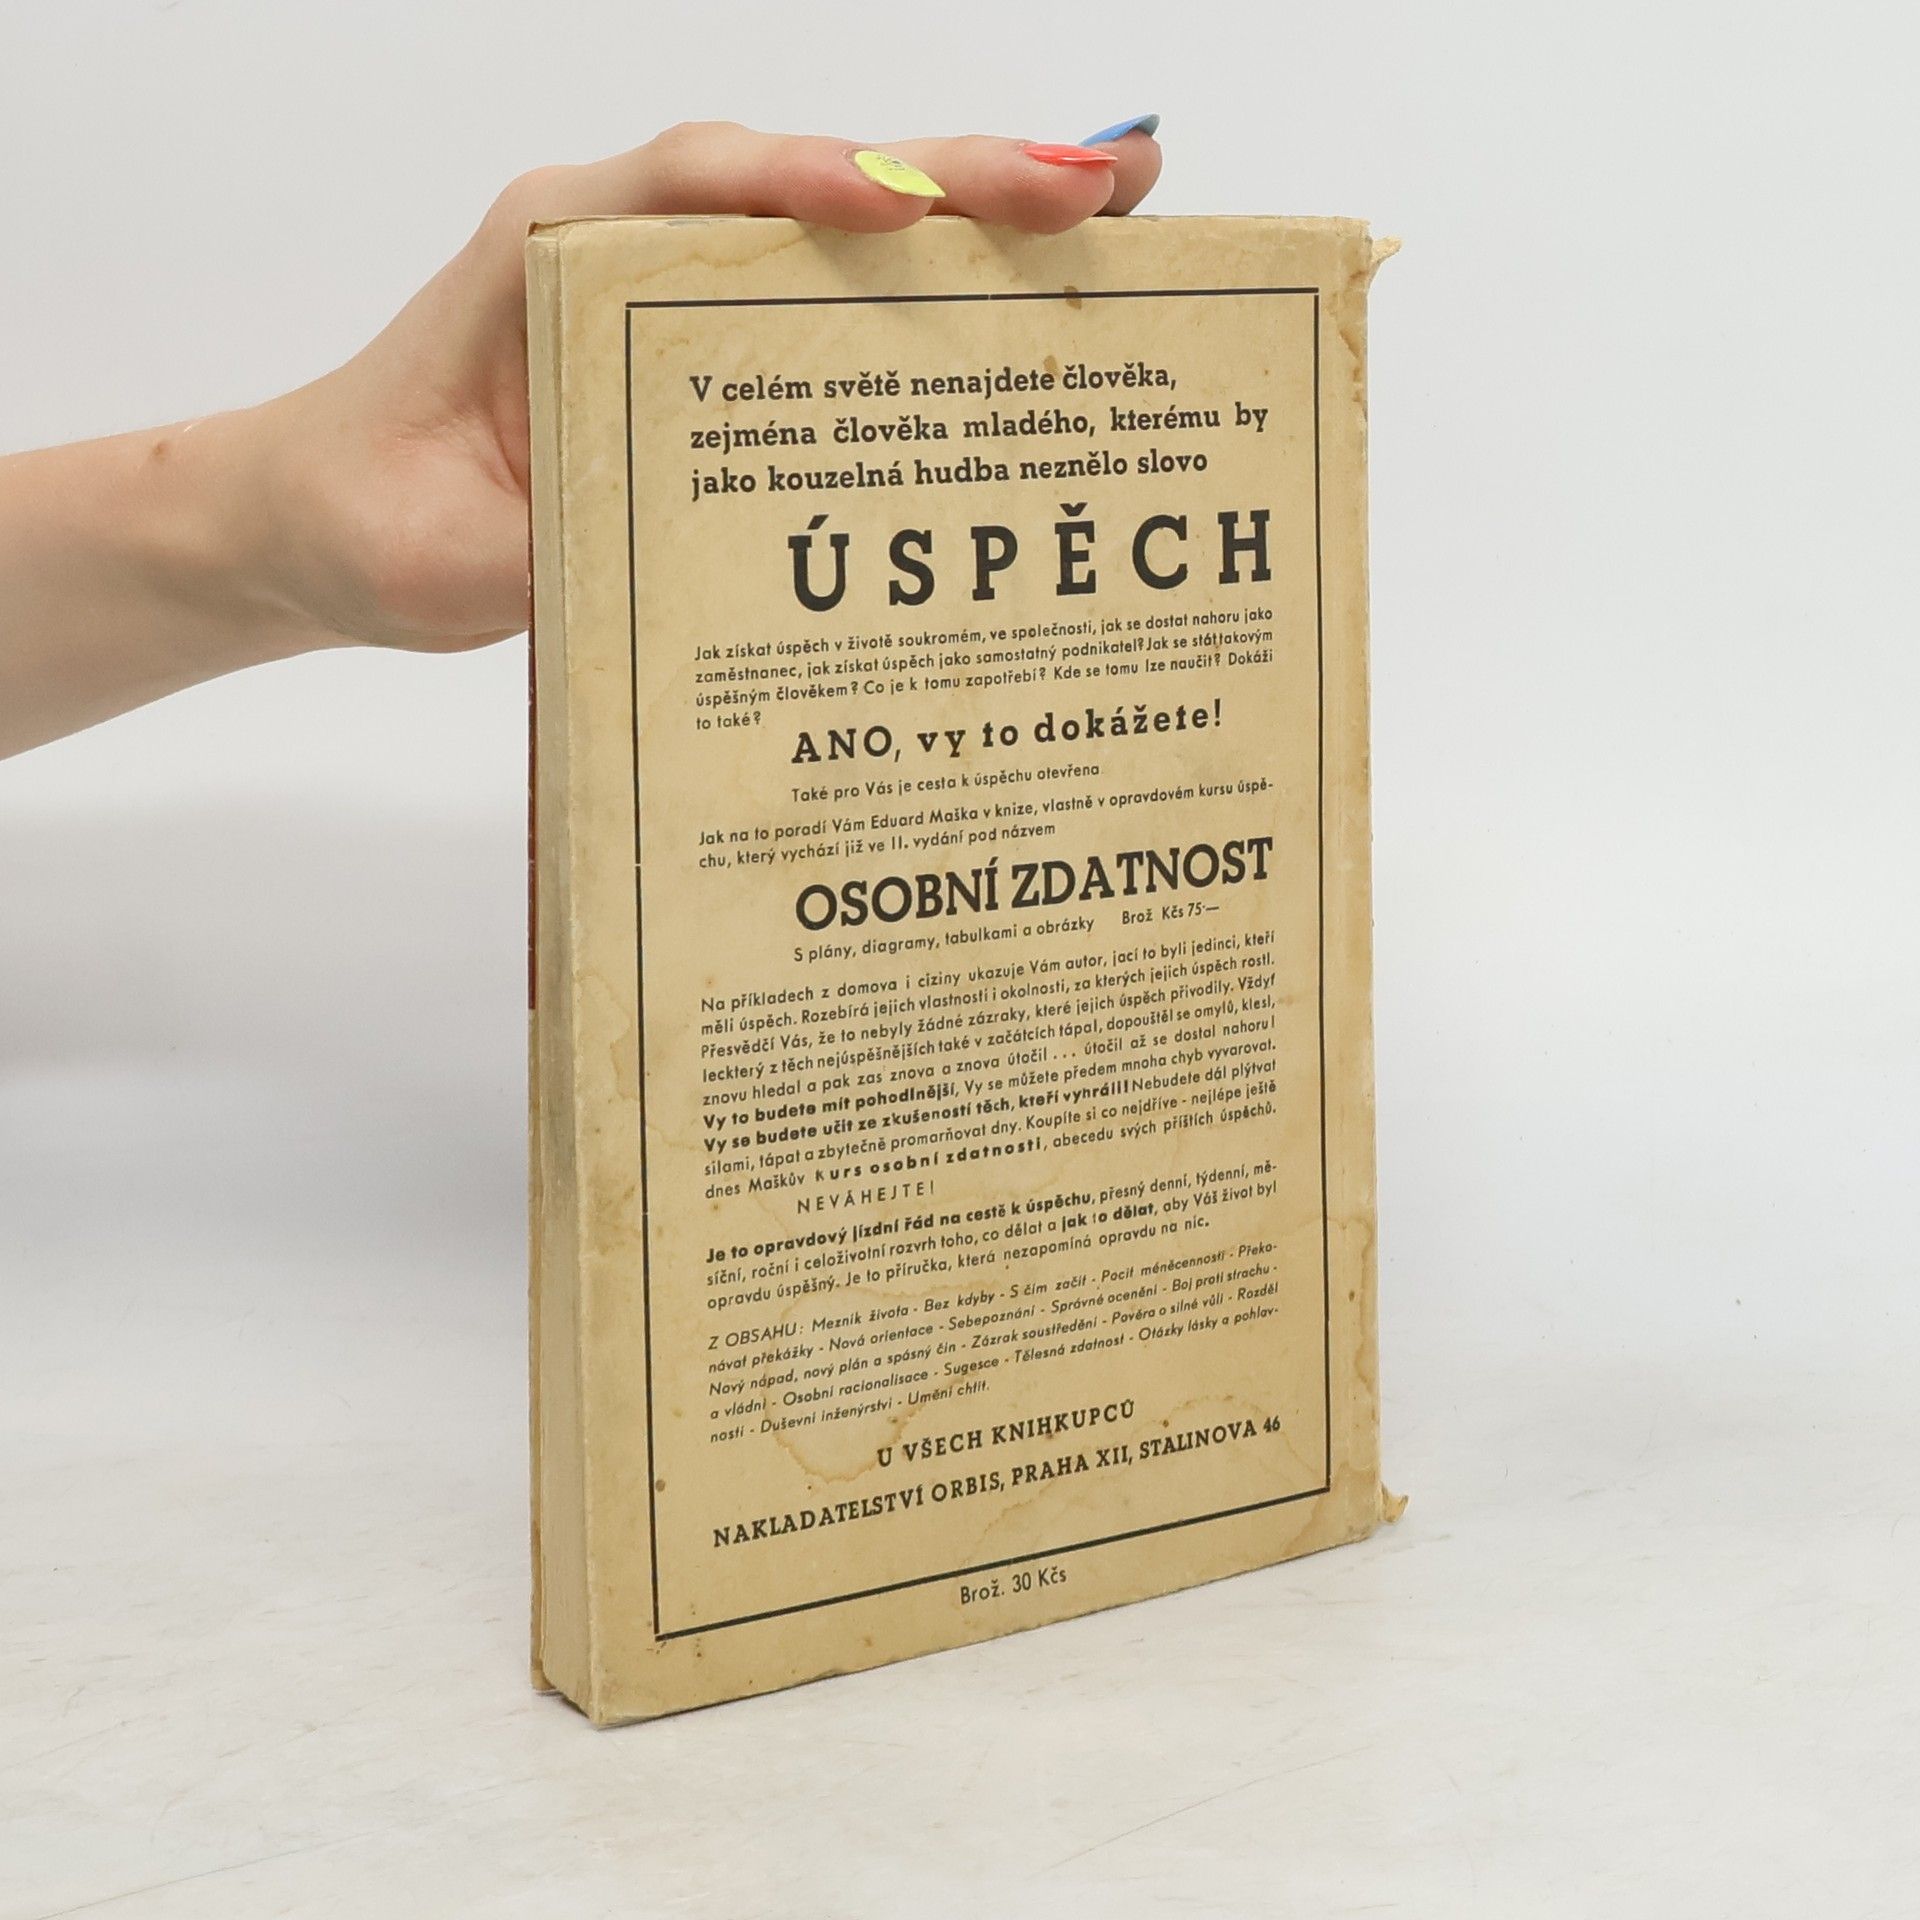 V celém světě nenajdete člověka,
zejména člověka mladého, kterému by
jako kouzelná hudba neznělo slovo
ÚSPĚCH
Jak získat úspěch v životě soukromém, ve společnosti, jak se dostat nahoru jako
zaměstnanec, jak získat úspěch jako samostatný podnikatel? Jak se stát takovým
úspěšným člověkem? Co je k tomu zapotřebí? Kde se tomu lze naučit? Dokáži
to také?
ANO, vy to dokážete!
Také pro Vás je cesta k úspěchu otevřena
Jak na to poradí Vám Eduard Maška v knize, vlastně v opravdovém kursu úspě-
chu, který vychází již ve II. vydání pod názvem
OSOBNÍ ZDATNOST
S plány, diagramy, tabulkami a obrázky Brož Kčs 75·—
Na příkladech z domova i ciziny ukazuje Vám autor, jací to byli jedinci, kteří
měli úspěch. Rozebírá jejich vlastnosti i okolnosti, za kterých jejich úspěch rostl.
Přesvědčí Vás, že to nebyly žádné zázraky, které jejich úspěch přivodily. Vždyť
leckterý z těch nejúspěšnějších také v začátcích tápal, dopouštěl se omylů, klesl,
znovu hledal a pak zas znova a znova útočil . . . útočil až se dostal nahoru!
Vy to budete mít pohodlnější, Vy se můžete předem mnoha chyb vyvarovat.
Vy se budete učit ze zkušeností těch, kteří vyhráli! Nebudete dál plýtvat
silami, tápat a zbytečně promarňovat dny. Koupíte si co nejdříve - nejlépe ještě
dnes Maškův kurs osobní zdatnosti, abecedu svých příštích úspěchů.
NEVÁHEJTE!
Je to opravdový jízdní řád na cestě k úspěchu, přesný denní, týdenní, mě-
síční, roční i celoživotní rozvrh toho, co dělat a jak to dělat, aby Váš život byl
opravdu úspěšný. Je to příručka, která nezapomíná opravdu na nic.
Z OBSAHU: Mezník života - Bez kdyby - S čím začít - Pocit méněcennosti - Překo-
návat překážky - Nová orientace - Sebepoznání - Správné ocenění - Boj proti strachu -
Nový nápad, nový plán a spásný čin - Zázrak soustředění - Pověra o silné vůli - Rozděl
a vládni - Osobní racionalisace - Sugesce - Tělesná zdatnost - Otázky lásky a pohlav-
nosti - Duševní inženýrství - Umění chtít.
U VŠECH KNIHKUPCŮ
NAKLADATELSTVÍ ORBIS, PRAHA XII, STALINOVA 46
Brož. 30 Kčs